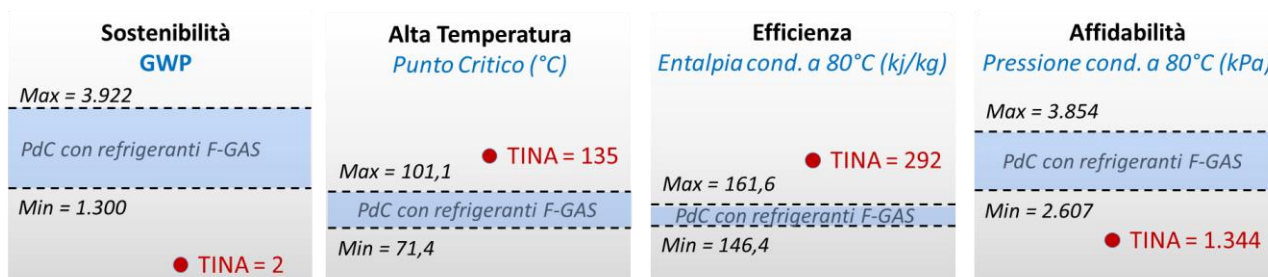 Sostenibilità
GWP
Max = 3.922
PdC con refrigeranti F-GAS
Min = 1.300
TINA = 2
Alta Temperatura
Punto Critico (°C)
TINA = 135
Max = 101,1
PdC con refrigeranti F-GAS
Min = 71,4
Efficienza
Entalpia cond. a 80°C (kj/kg)
TINA = 292
Max = 161,6
PdC con refrigeranti F-GAS
Min = 146,4
Affidabilità
Pressione cond. a 80°C (kPa)
Max = 3.854
PdC con refrigeranti F-GAS
Min = 2.607
TINA = 1.344